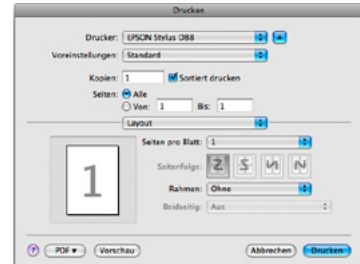 Drucken
Drucker: EPSON Stylus D88
Voreinstellungen: Standard
Kopien: 1 Sortiert drucken
Seiten: Alle
Von: 1 Bis: 1
Layout
Seiten pro Blatt: 1
Seitenfolge:
Rahmen: Ohne
Beidseitig: Aus
1
? PDF Vorschau Abbrechen Drucken